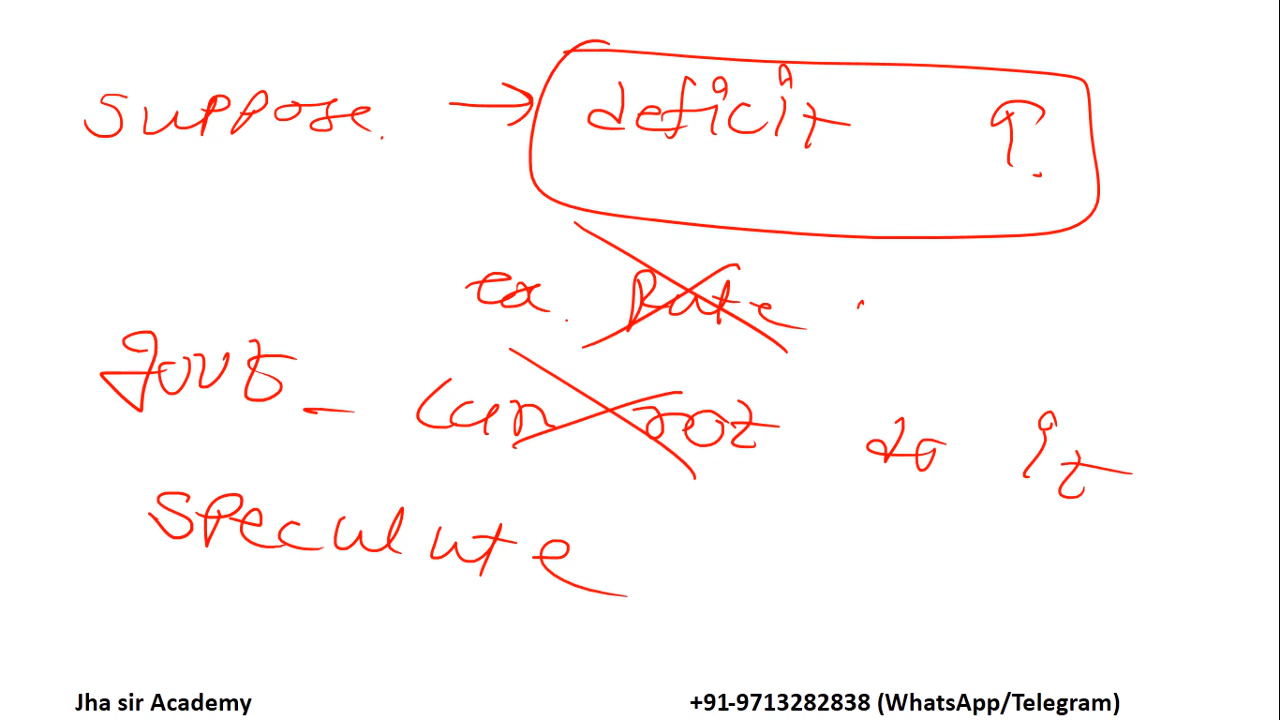 suppose. → deficit ↑.
ex. Rate
Govt - can not do it
speculate
Jha sir Academy +91-9713282838 (WhatsApp/Telegram)